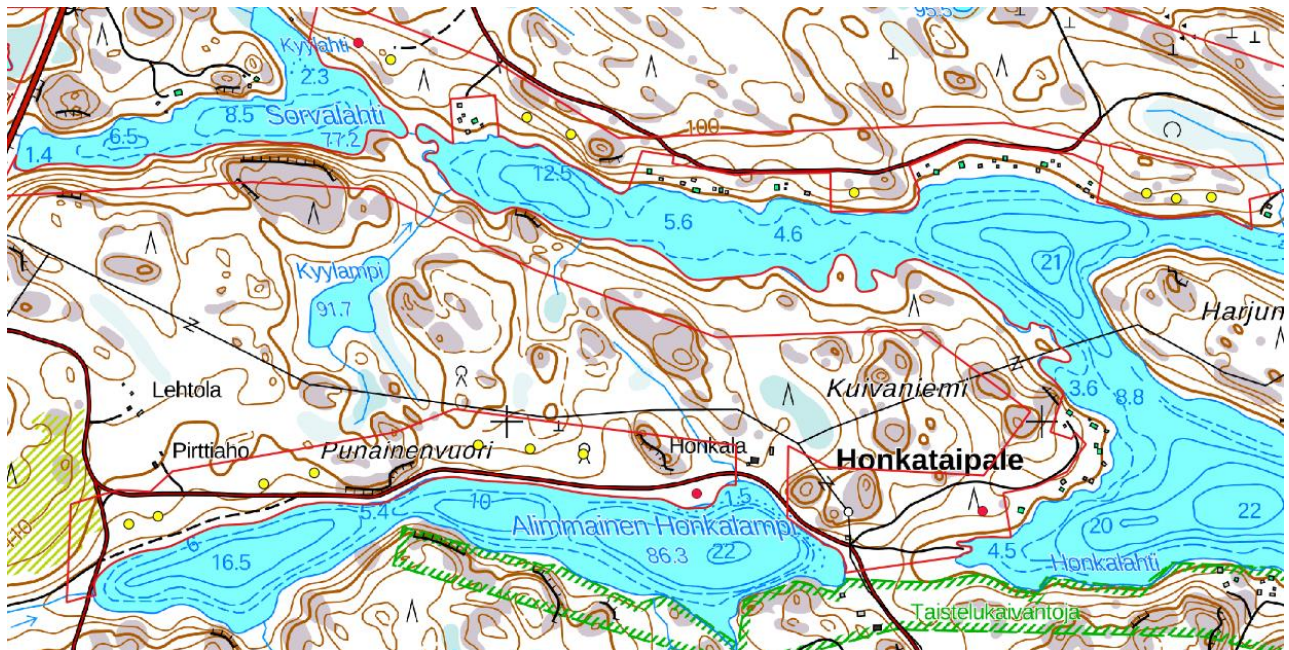 95.5
Kyylahti
2.3
8.5
Sorvalahti
6.5
77.2
1.4
100
12.5
5.6
4.6
21
Kyylampi
91.7
Harjun
Lehtola
Kuivaniemi
3.6
8.8
Pirttiaho
Punainenvuori
Honkala
Honkataipale
10
1.5
5.4
Alimmainen Honkalampi
22
20
6
16.5
86.3
22
4.5
Honkalahti
Taistelukaivantoja